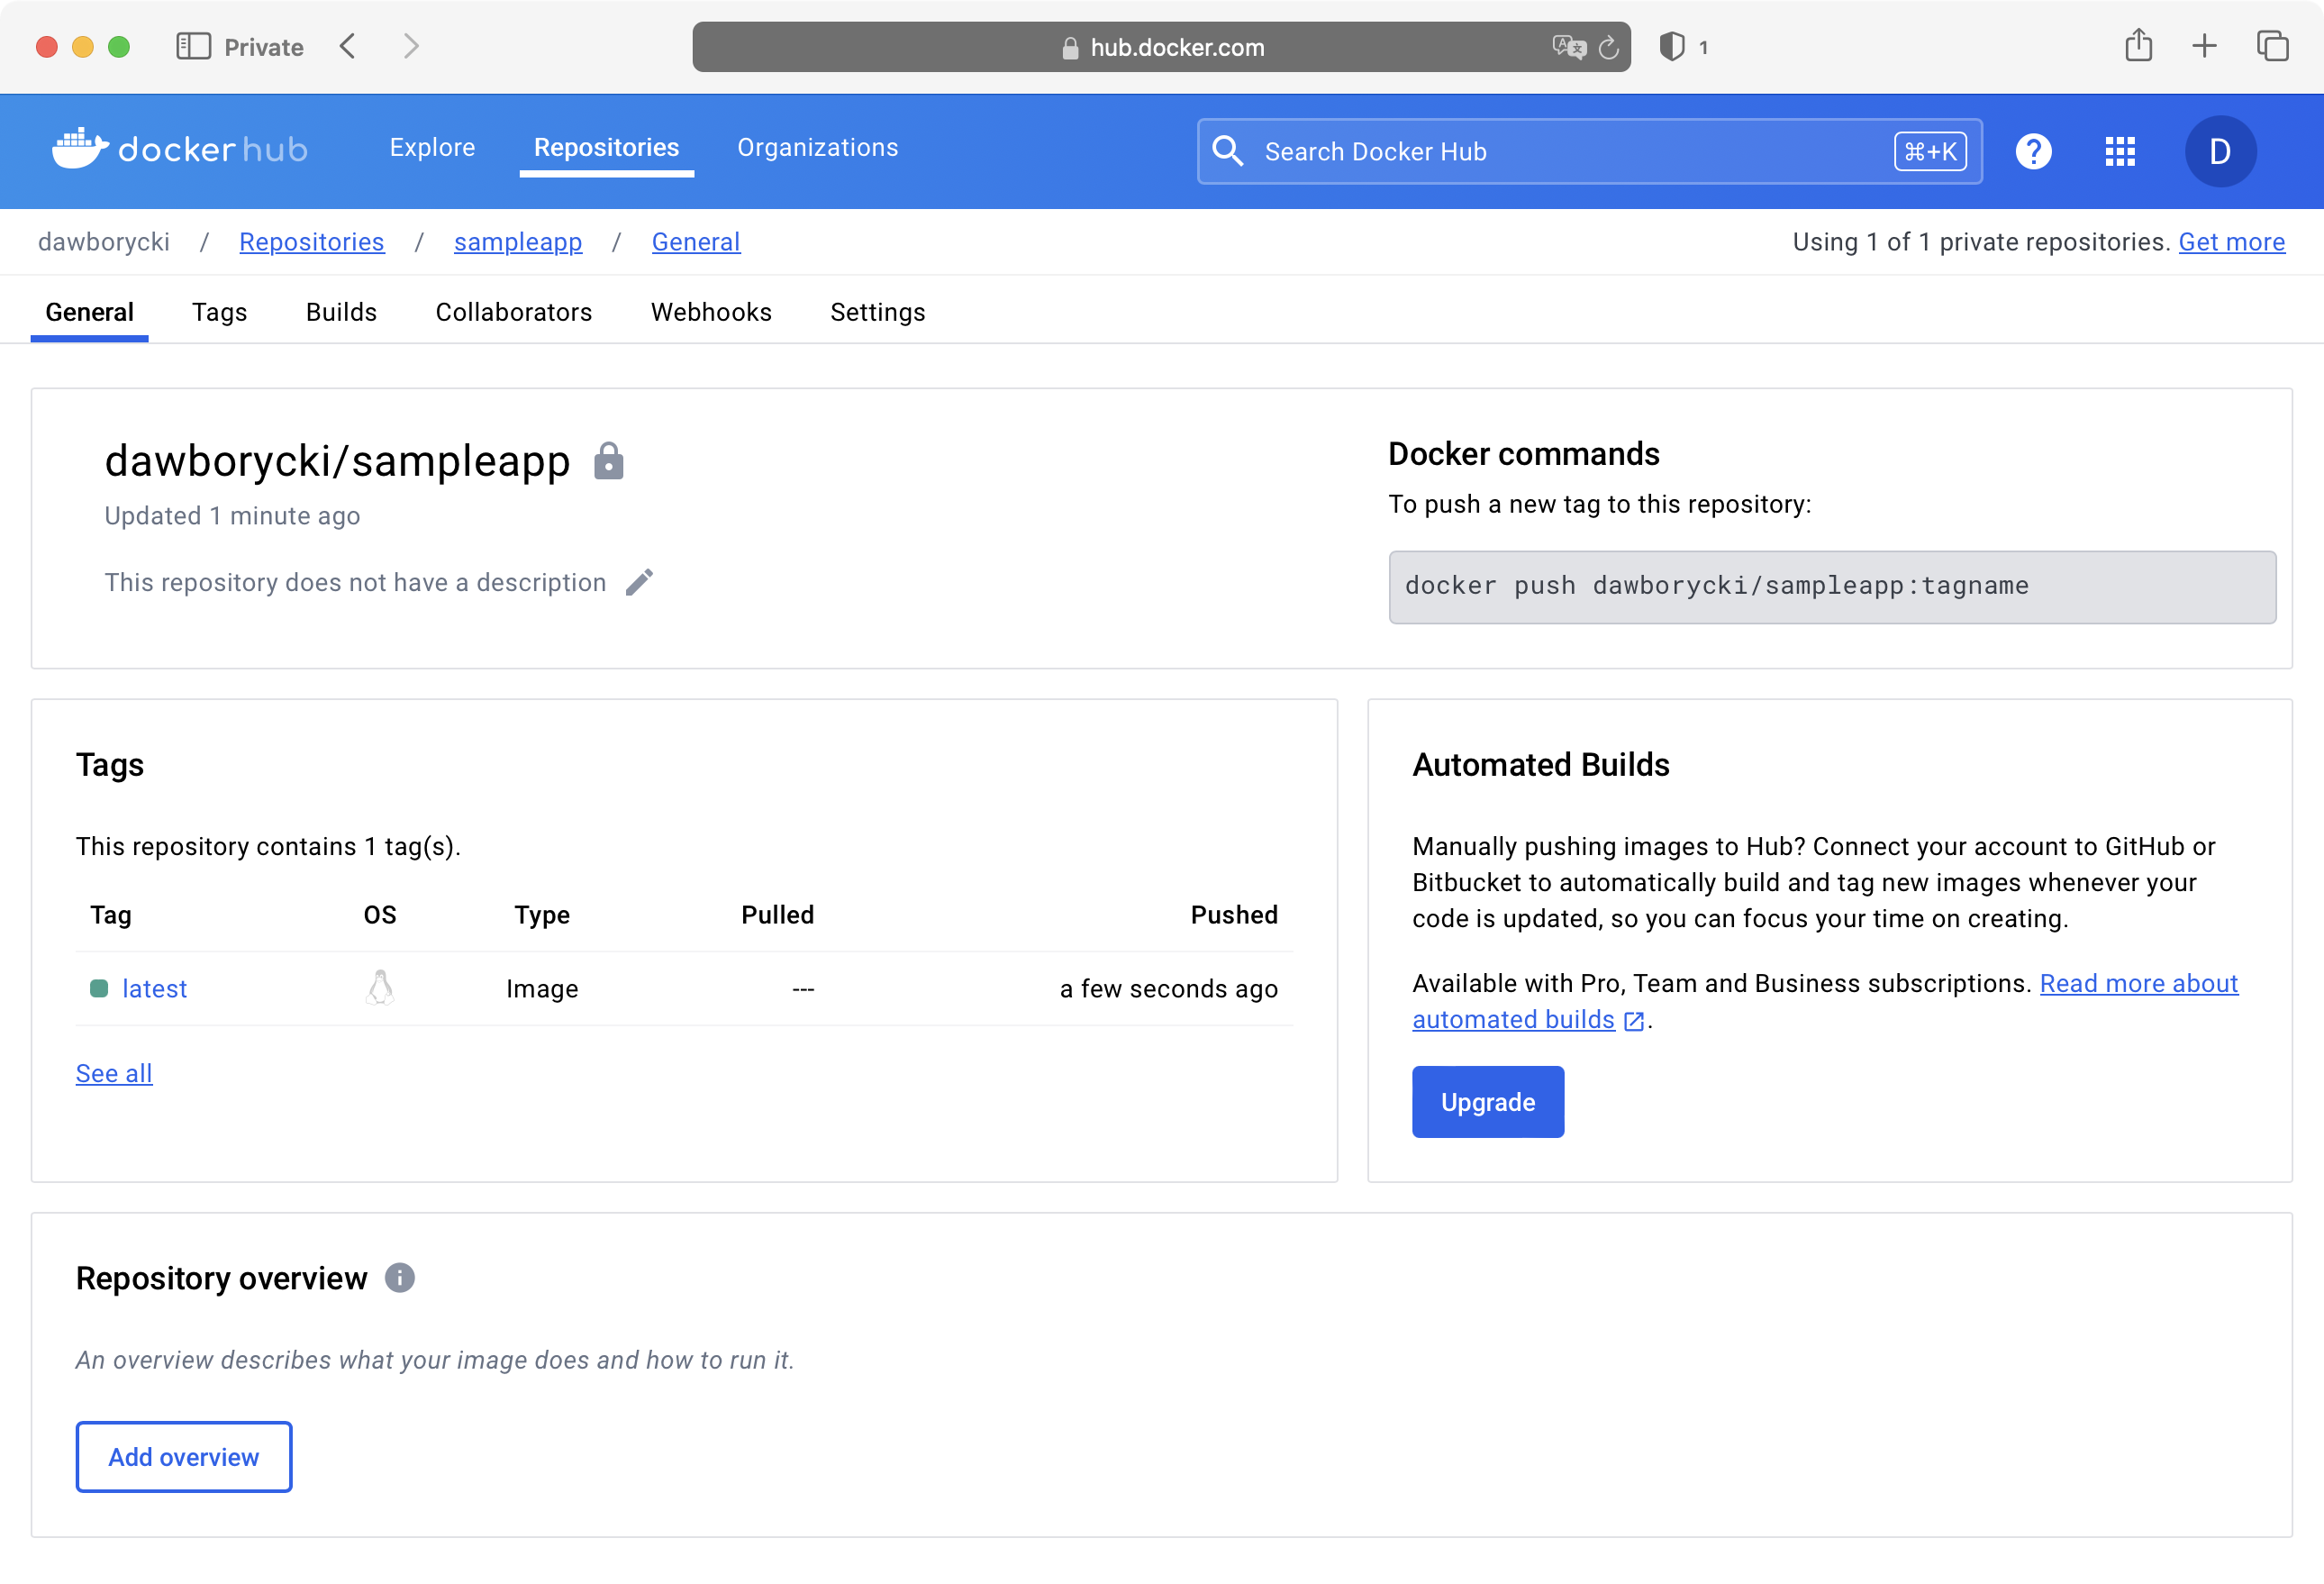 Private
hub.docker.com
1
docker hub
Explore
Repositories
Organizations
Search Docker Hub
⌘+K
?
D
dawborycki / Repositories / sampleapp / General
Using 1 of 1 private repositories. Get more
General
Tags
Builds
Collaborators
Webhooks
Settings
dawborycki/sampleapp
Updated 1 minute ago
This repository does not have a description
Docker commands
To push a new tag to this repository:
docker push dawborycki/sampleapp:tagname
Tags
This repository contains 1 tag(s).
Tag OS Type Pulled Pushed
latest Image --- a few seconds ago
See all
Automated Builds
Manually pushing images to Hub? Connect your account to GitHub or
Bitbucket to automatically build and tag new images whenever your
code is updated, so you can focus your time on creating.
Available with Pro, Team and Business subscriptions. Read more about
automated builds .
Upgrade
Repository overview
An overview describes what your image does and how to run it.
Add overview